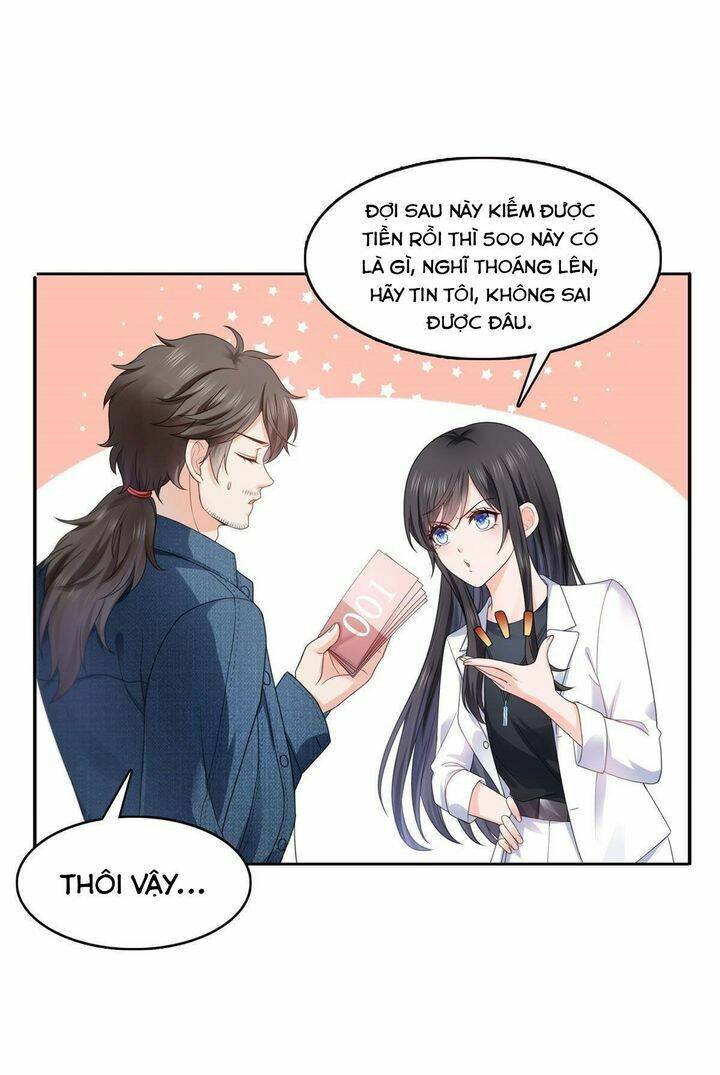 ĐỢI SAU NÀY KIẾM ĐƯỢC
TIỀN RỒI THÌ 500 NÀY CÓ
LÀ GÌ, NGHĨ THOÁNG LÊN,
HÃY TIN TÔI, KHÔNG SAI
ĐƯỢC ĐÂU.
001
THÔI VẬY...